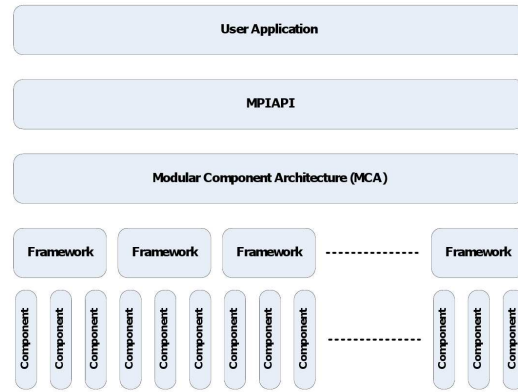 User Application
MPIAPI
Modular Component Architecture (MCA)
Framework
Framework
Framework
Framework
Component
Component
Component
Component
Component
Component
Component
Component
Component
Component
Component
Component